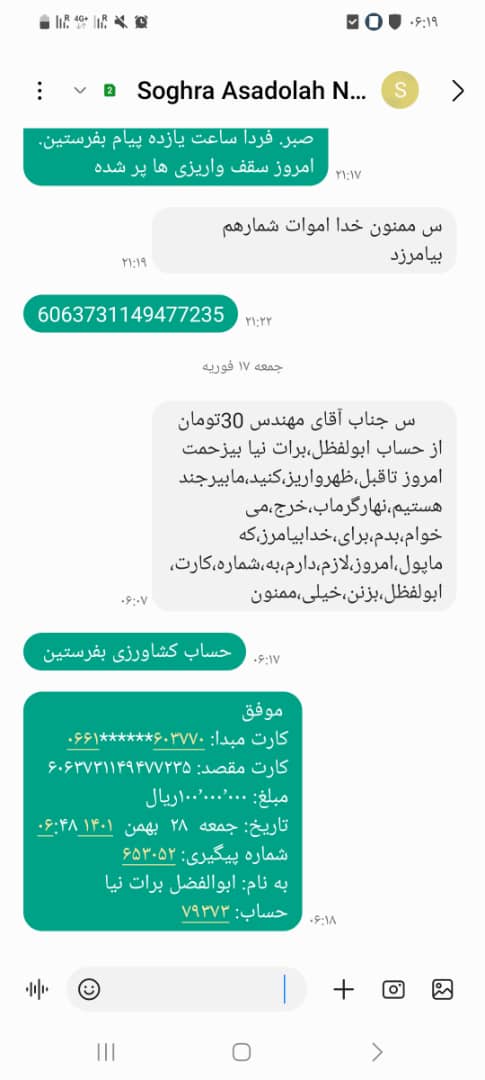 4G+
۰۶:۱۹
2
Soghra Asadolah N...
S
صبر. فردا ساعت یازده پیام بفرستین.
امروز سقف واریزی ها پر شده
۲۱:۱۷
س ممنون خدا اموات شمارهم
بیامرزد
۲۱:۱۹
6063731149477235
۲۱:۲۲
جمعه ۱۷ فوریه
س جناب آقای مهندس 30تومان
از حساب ابولفظل،برات نیا بیزحمت
امروز تاقبل،ظهرواریز،کنید،مابیرجند
هستیم،نهارگرماب،خرج،می
خوام،بدم،برای،خدابیامرز،که
ماپول،امروز،لازم،دارم،به،شماره،کارت،
ابولفظل،بزنن،خیلی،ممنون
۰۶:۰۷
حساب کشاورزی بفرستین
۰۶:۱۷
موفق
کارت مبدا: ۶۰۳۷۷۰******۰۶۶۱
کارت مقصد: ۶۰۶۳۷۳۱۱۴۹۴۷۷۲۳۵
مبلغ: ۱۰۰٬۰۰۰٬۰۰۰ریال
تاریخ: جمعه ۲۸ بهمن ۱۴۰۱ ۰۶:۴۸
شماره پیگیری: ۶۵۳۰۵۲
به نام: ابوالفضل برات نیا
حساب: ۷۹۳۷۳
۰۶:۱۸